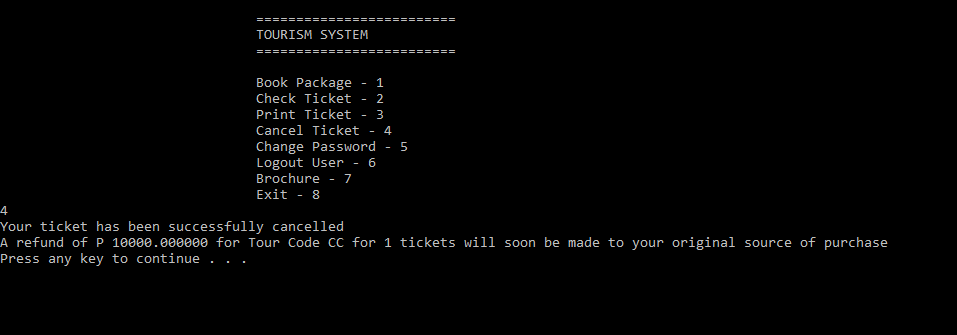 =========================
TOURISM SYSTEM
=========================
Book Package - 1
Check Ticket - 2
Print Ticket - 3
Cancel Ticket - 4
Change Password - 5
Logout User - 6
Brochure - 7
Exit - 8
4
Your ticket has been successfully cancelled
A refund of P 10000.000000 for Tour Code CC for 1 tickets will soon be made to your original source of purchase
Press any key to continue . . .